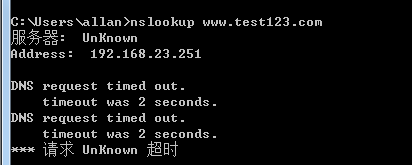 C:\Users\allan>nslookup www.test123.com
服务器:  UnKnown
Address:  192.168.23.251
DNS request timed out.
    timeout was 2 seconds.
DNS request timed out.
    timeout was 2 seconds.
*** 请求 UnKnown 超时